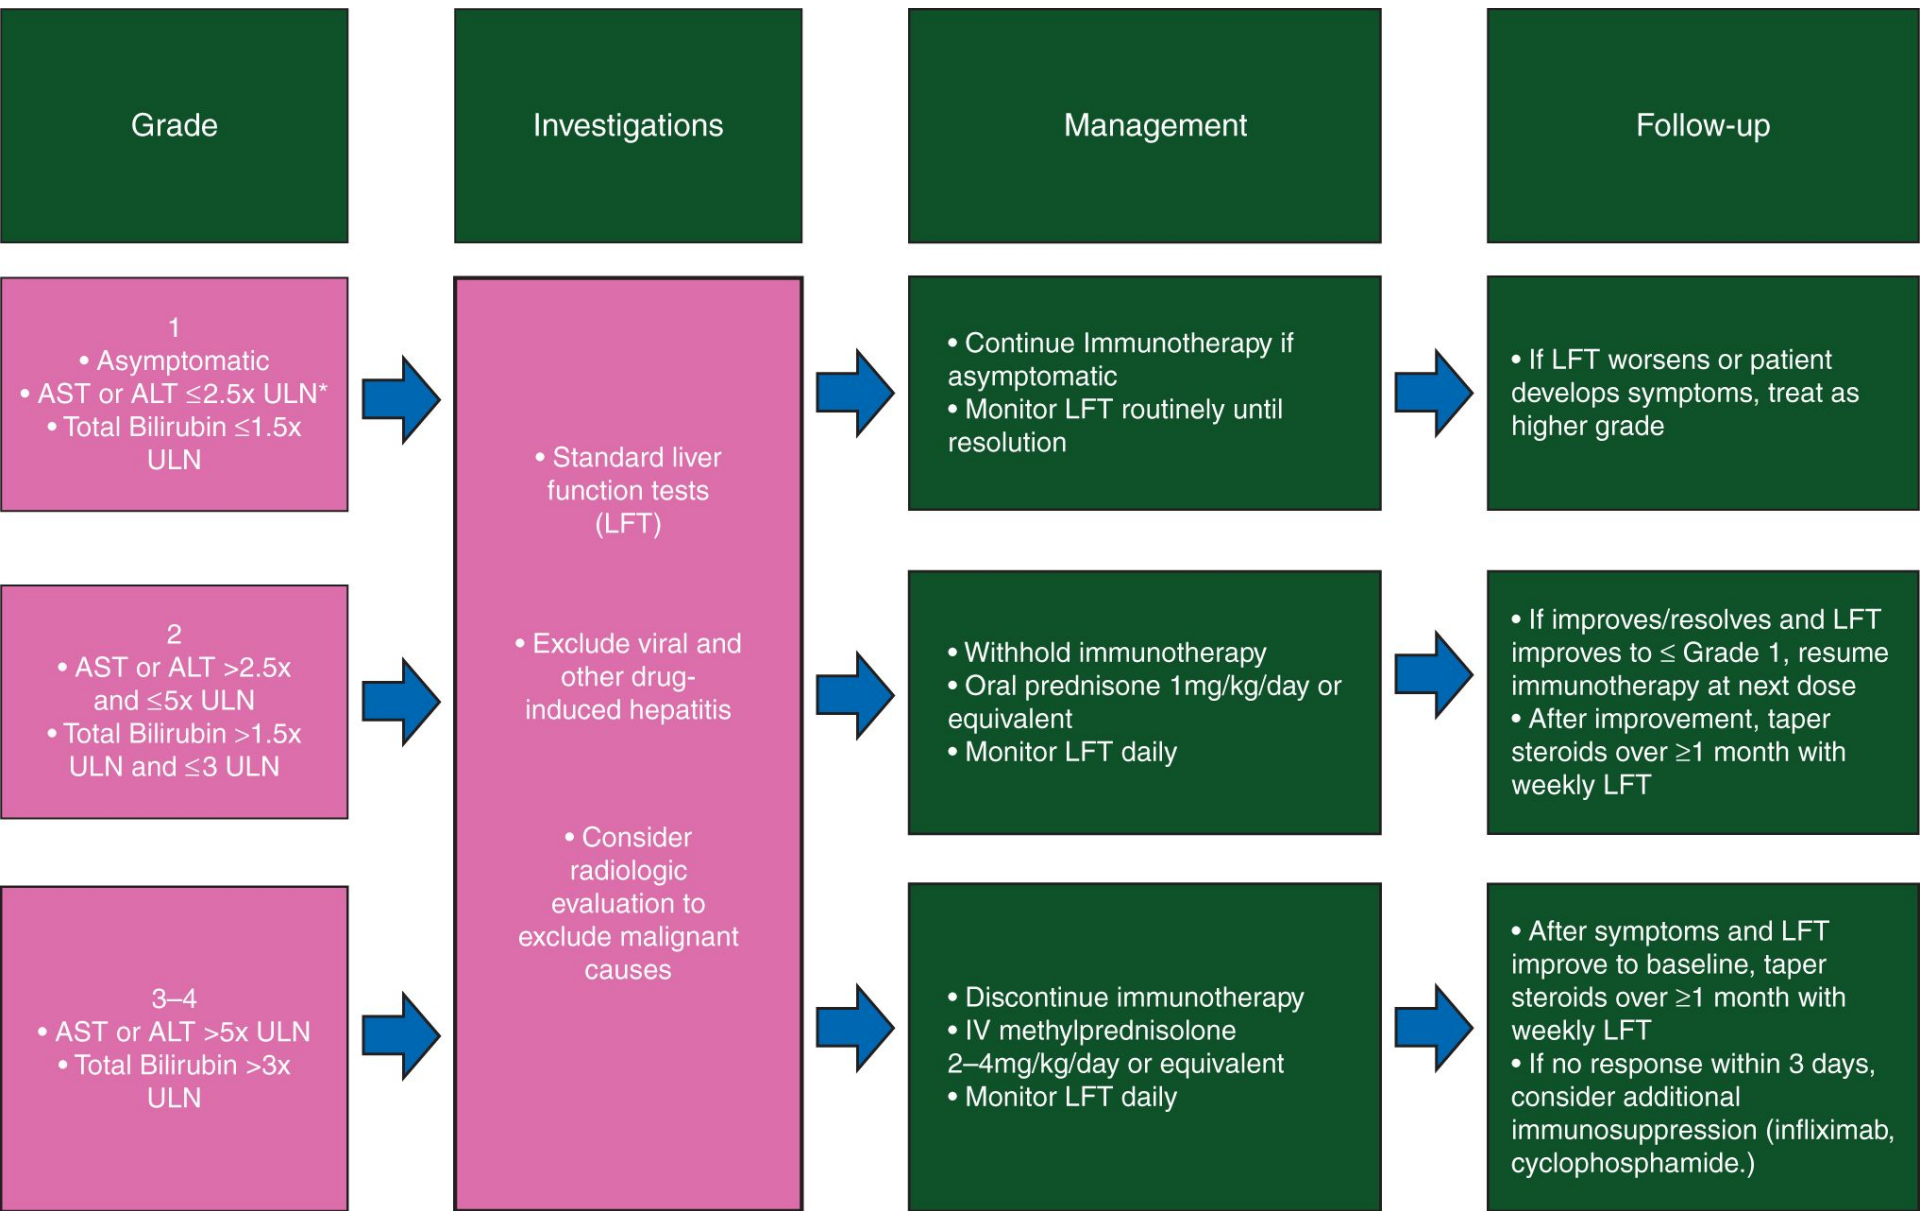 Grade
Investigations
Management
Follow-up
1
• Asymptomatic
• AST or ALT ≤2.5x ULN*
• Total Bilirubin ≤1.5x
ULN
2
• AST or ALT >2.5x
and ≤5x ULN
• Total Bilirubin >1.5x
ULN and ≤3 ULN
3–4
• AST or ALT >5x ULN
• Total Bilirubin >3x
ULN
• Standard liver
function tests
(LFT)
• Exclude viral and
other drug-
induced hepatitis
• Consider
radiologic
evaluation to
exclude malignant
causes
• Continue Immunotherapy if
asymptomatic
• Monitor LFT routinely until
resolution
• If LFT worsens or patient
develops symptoms, treat as
higher grade
• Withhold immunotherapy
• Oral prednisone 1mg/kg/day or
equivalent
• Monitor LFT daily
• If improves/resolves and LFT
improves to ≤ Grade 1, resume
immunotherapy at next dose
• After improvement, taper
steroids over ≥1 month with
weekly LFT
• Discontinue immunotherapy
• IV methylprednisolone
2–4mg/kg/day or equivalent
• Monitor LFT daily
• After symptoms and LFT
improve to baseline, taper
steroids over ≥1 month with
weekly LFT
• If no response within 3 days,
consider additional
immunosuppression (infliximab,
cyclophosphamide.)